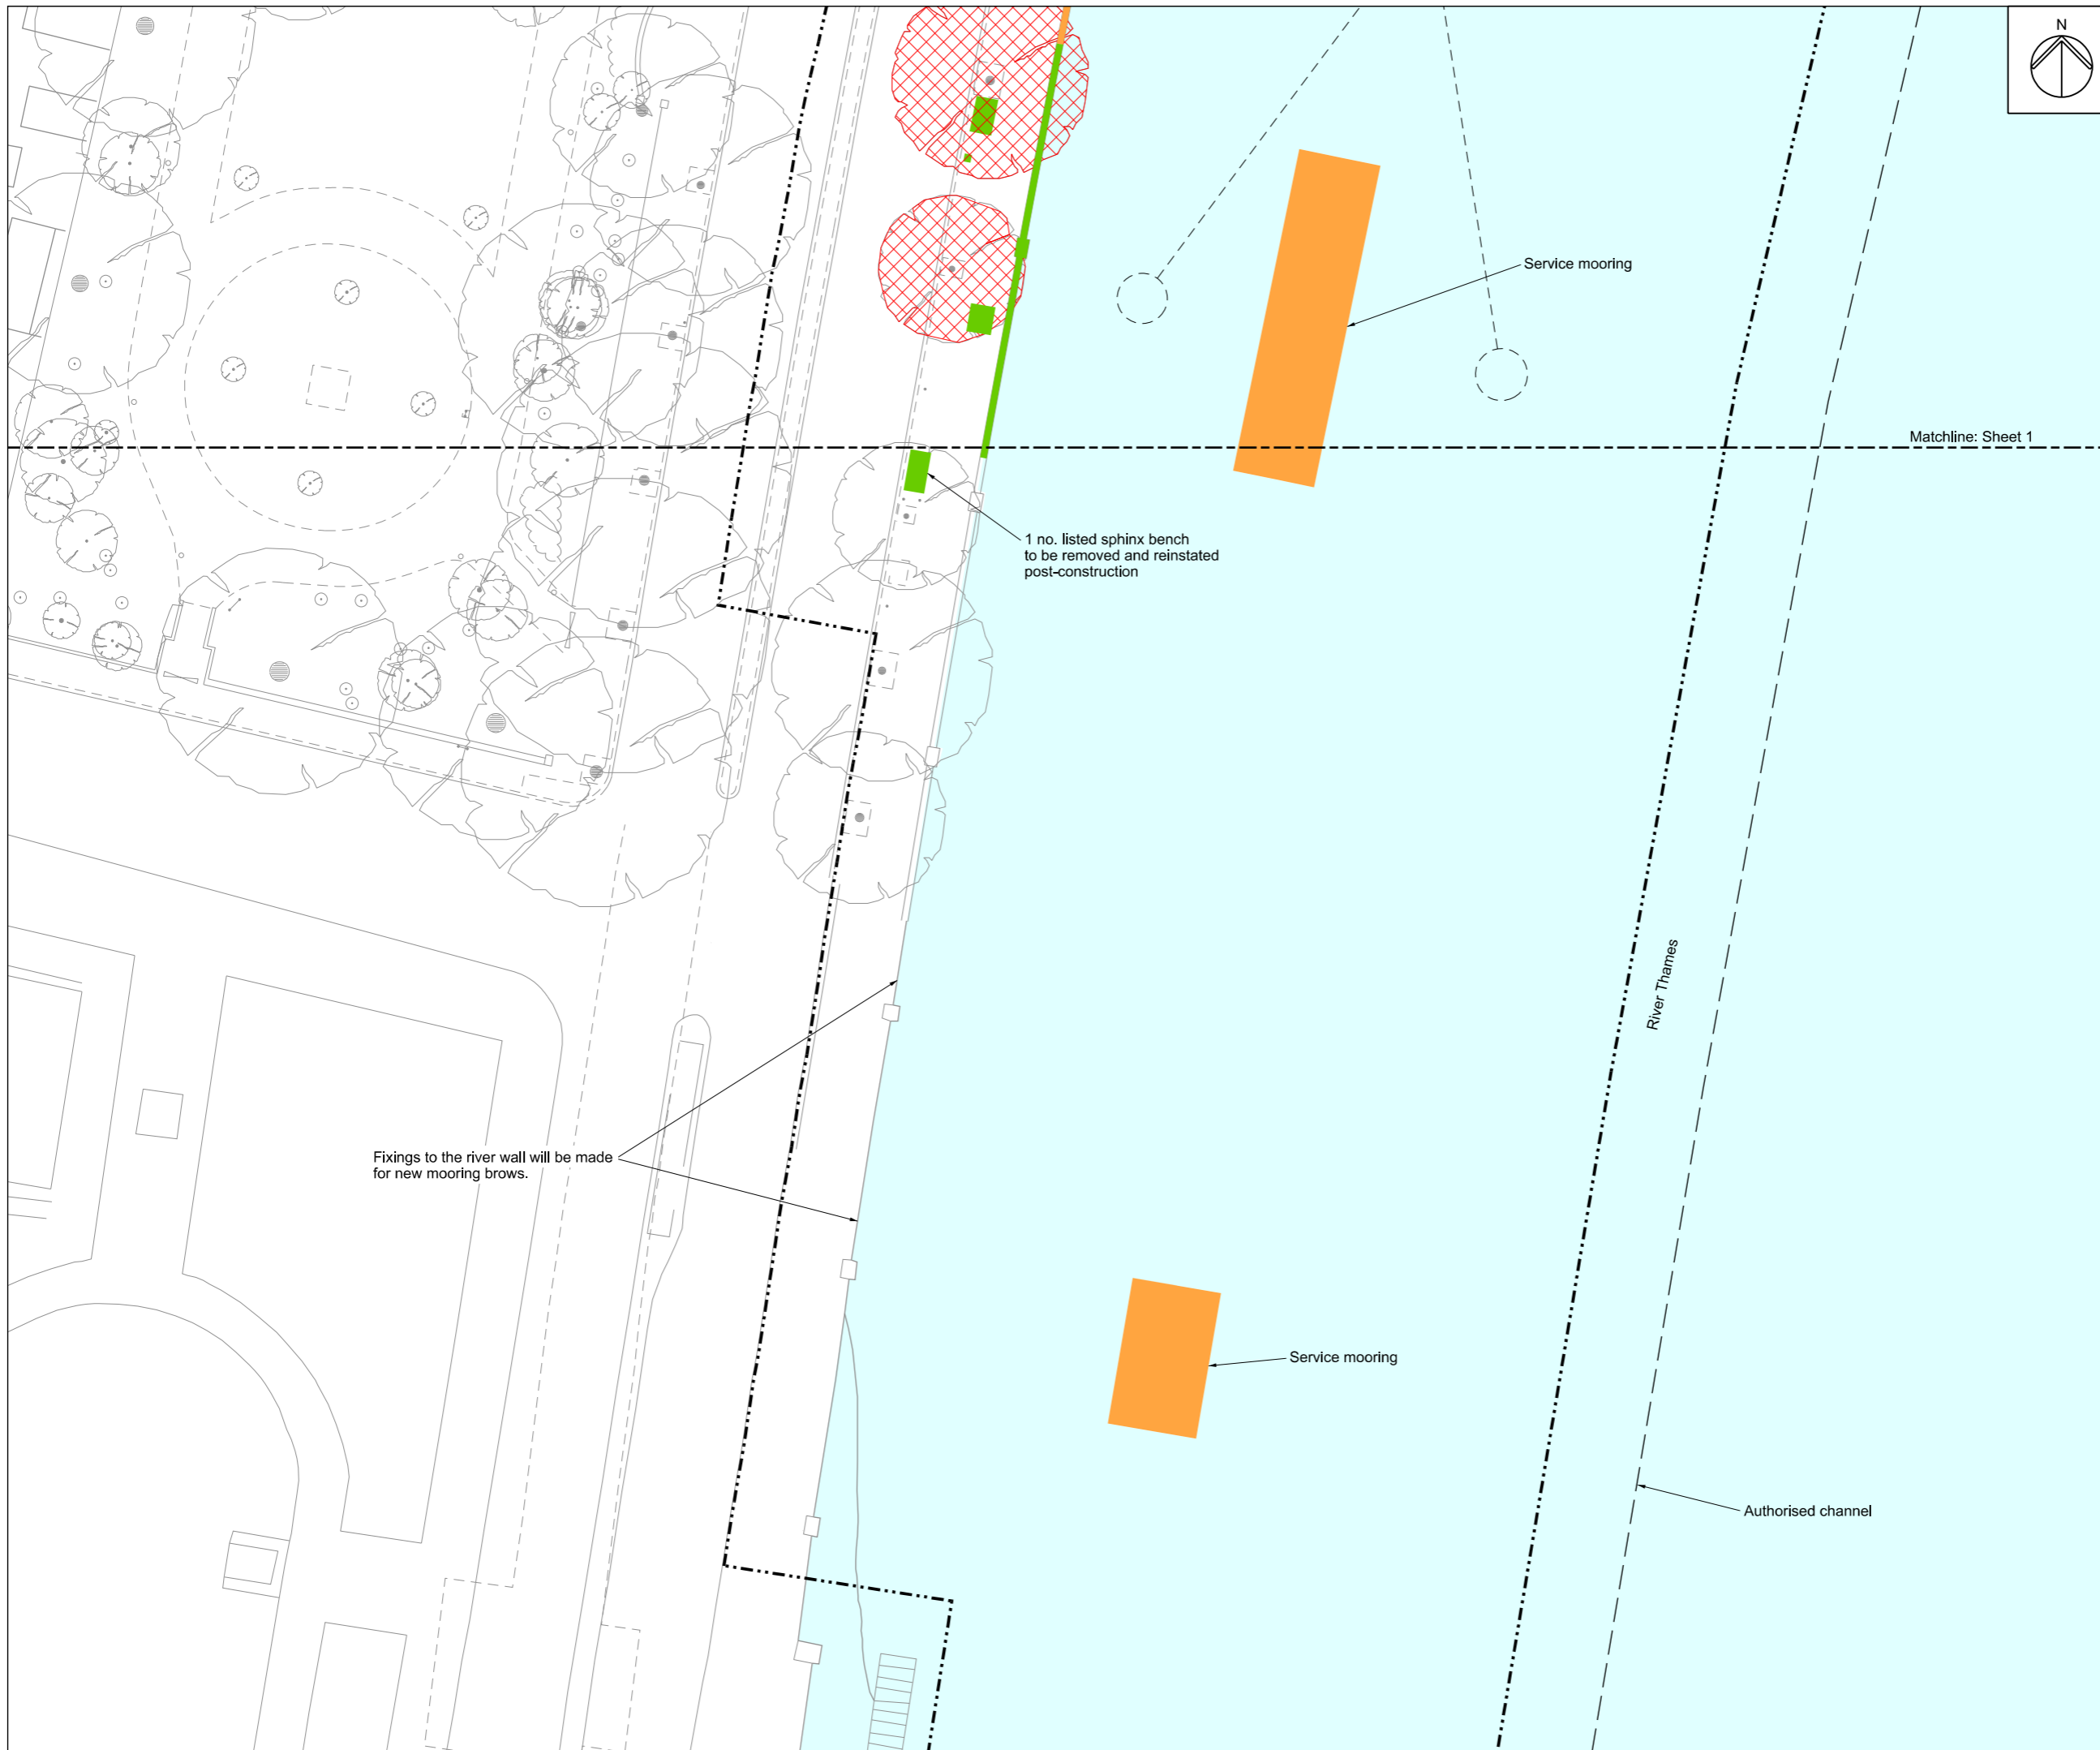 N
Service mooring
Matchline: Sheet 1
1 no. listed sphinx bench
to be removed and reinstated
post-construction
River Thames
Fixings to the river wall will be made
for new mooring brows.
Service mooring
Authorised channel